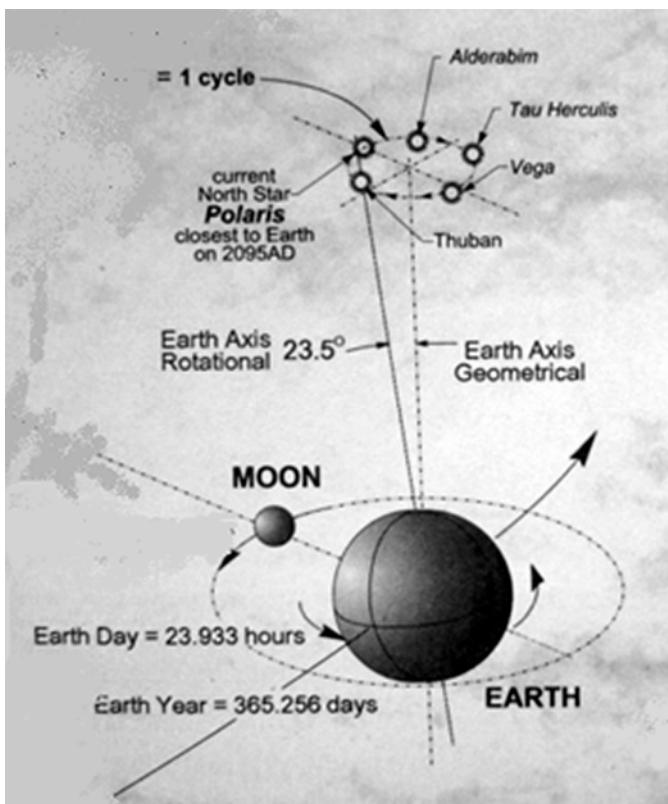 Alderabim
= 1 cycle
Tau Herculis
current
North Star
Polaris
closest to Earth
on 2095AD
Vega
Thuban
Earth Axis
Rotational
23.5°
Earth Axis
Geometrical
MOON
Earth Day = 23.933 hours
Earth Year = 365.256 days
EARTH